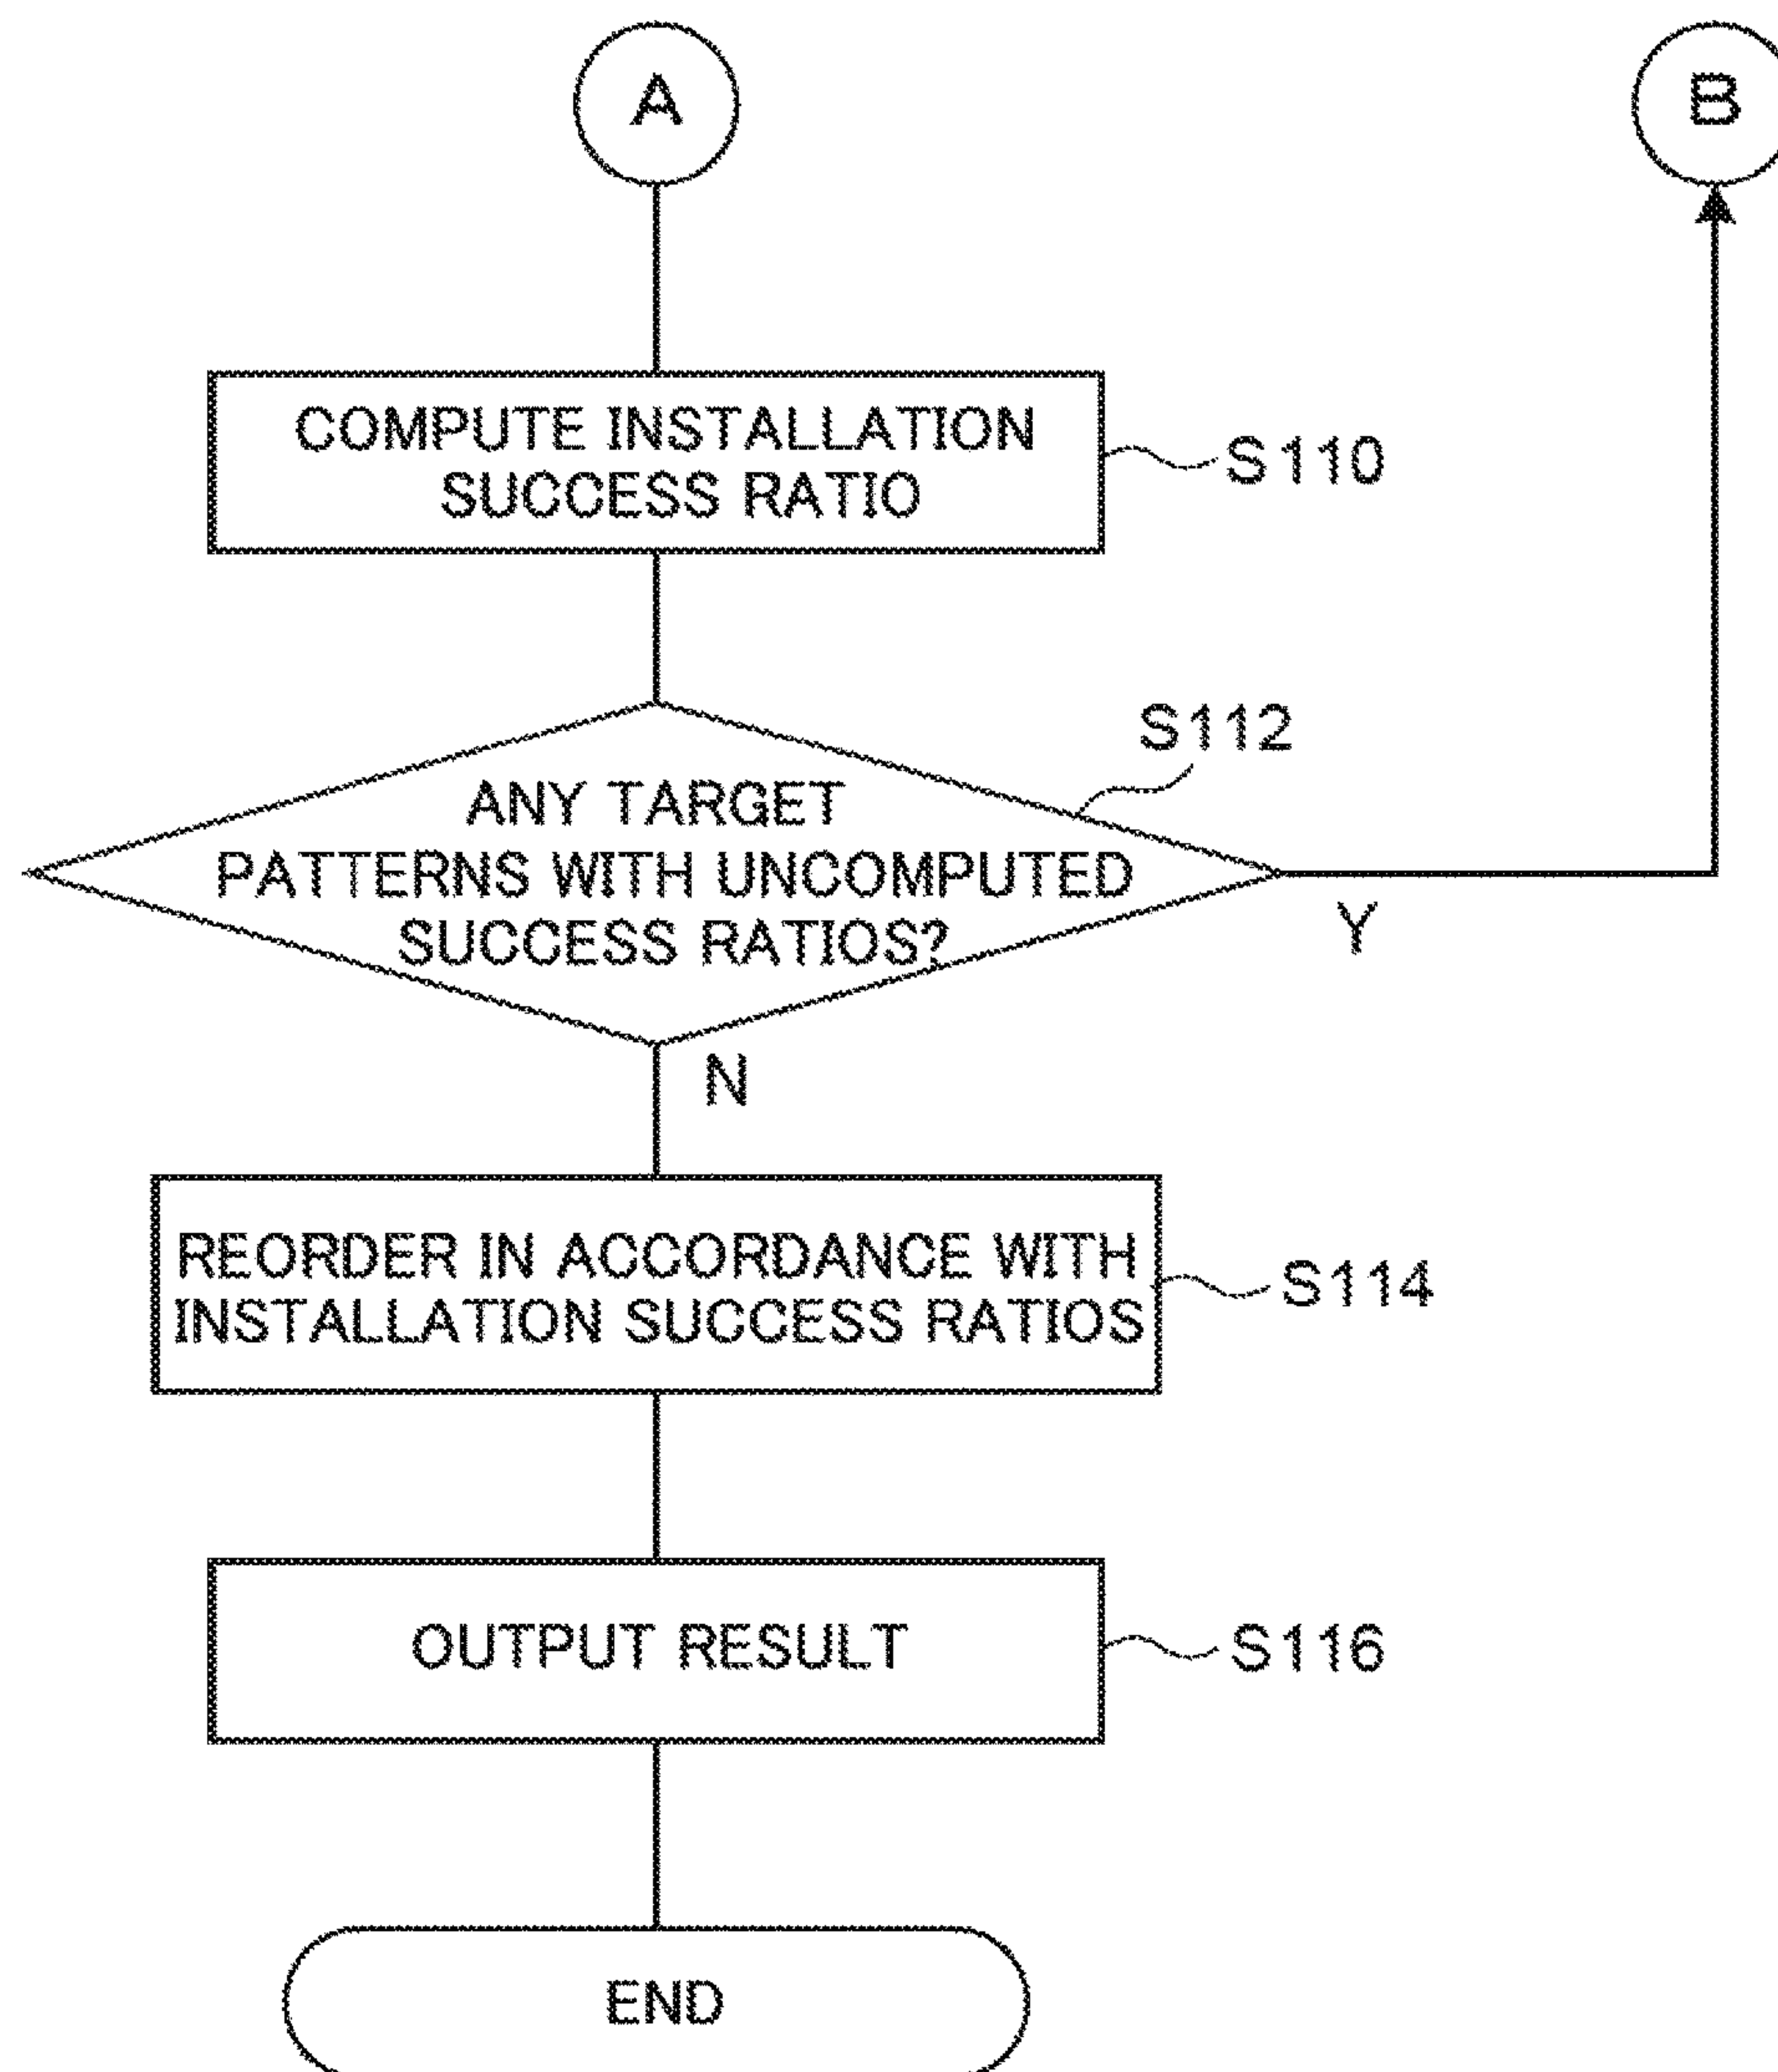 A
B
COMPUTE INSTALLATION
SUCCESS RATIO
S110
S112
ANY TARGET
PATTERNS WITH UNCOMPUTED
SUCCESS RATIOS?
Y
N
REORDER IN ACCORDANCE WITH
INSTALLATION SUCCESS RATIOS
S114
OUTPUT RESULT
S116
END